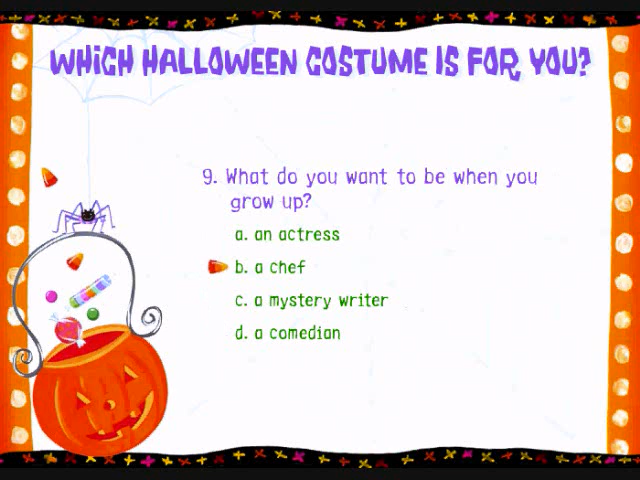 WHICH HALLOWEEN COSTUME IS FOR YOU?
9. What do you want to be when you
grow up?
a. an actress
b. a chef
c. a mystery writer
d. a comedian